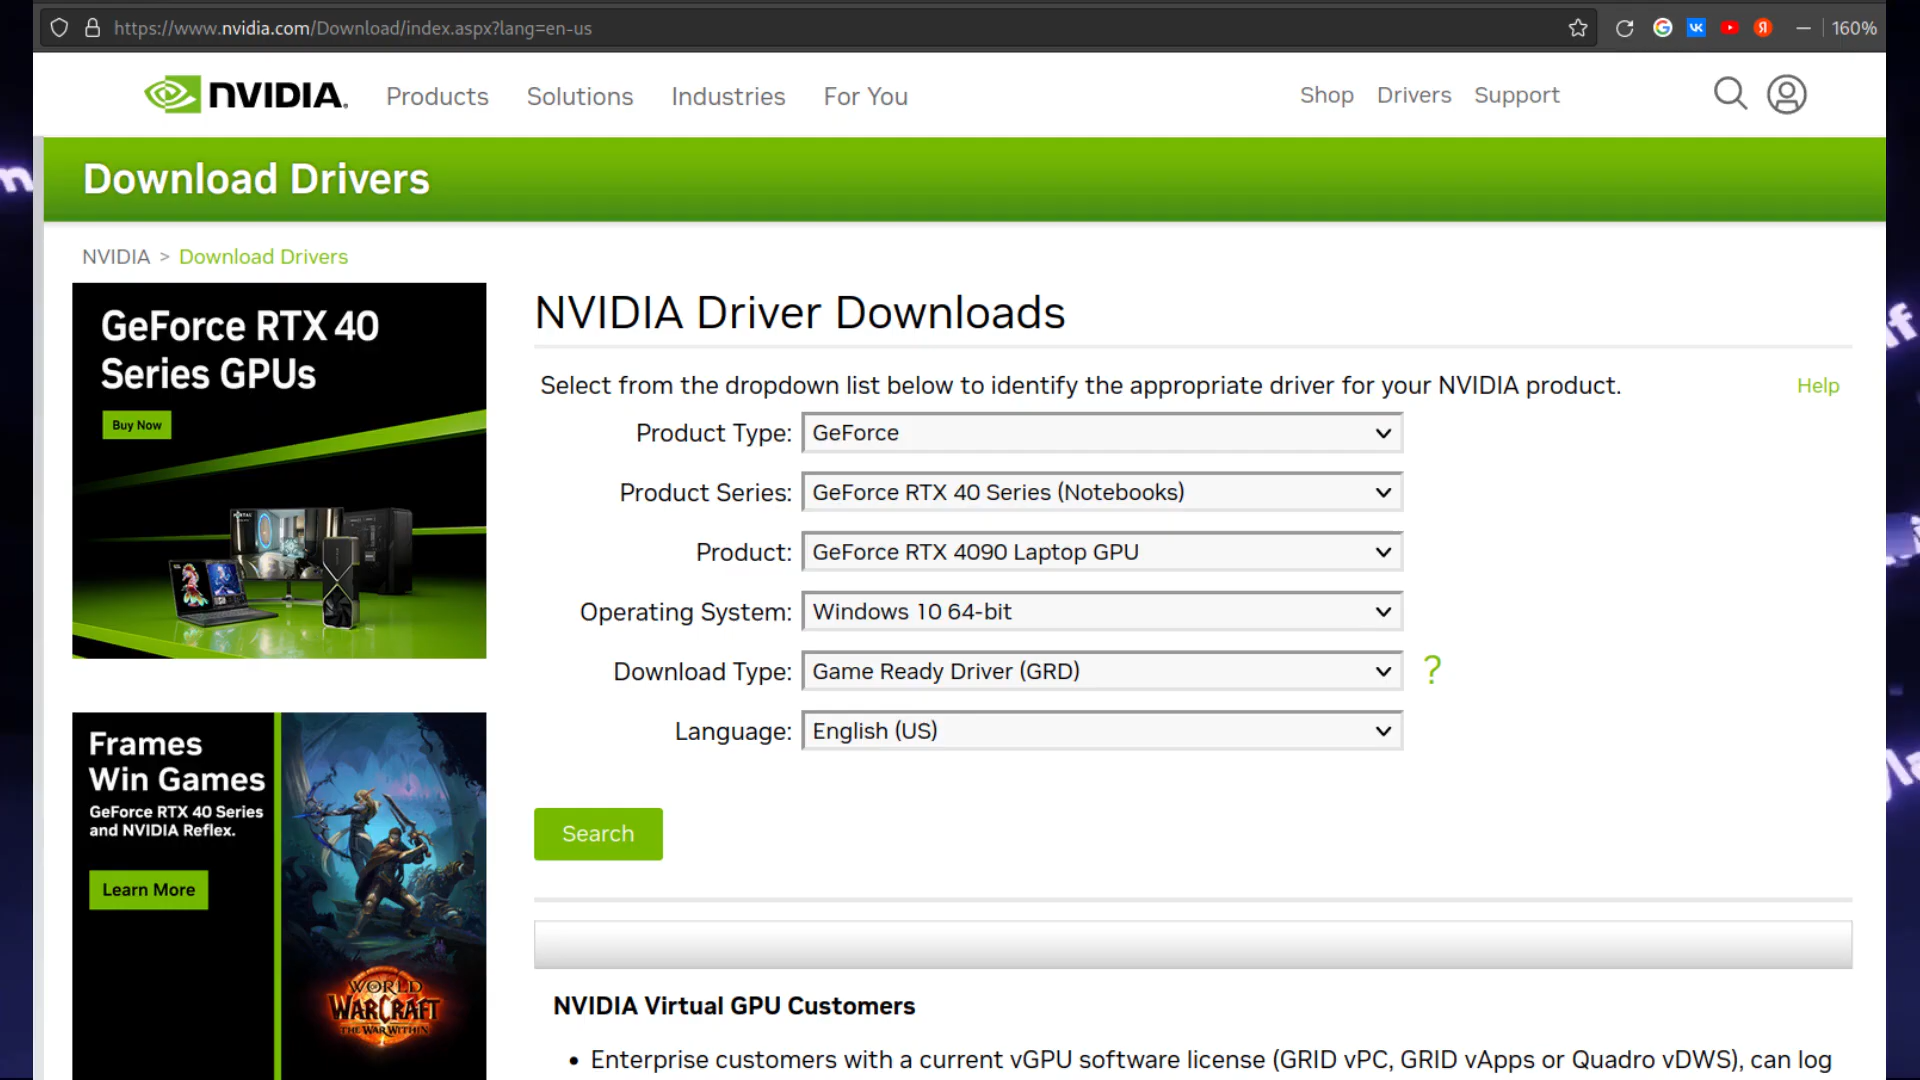 https://www.nvidia.com/Download/index.aspx?lang=en-us
160%
NVIDIA.
Products Solutions Industries For You
Shop Drivers Support
Download Drivers
NVIDIA > Download Drivers
GeForce RTX 40
Series GPUs
Buy Now
Frames
Win Games
GeForce RTX 40 Series
and NVIDIA Reflex.
Learn More
WORLD
WARCRAFT
THE WAR WITHIN
NVIDIA Driver Downloads
Select from the dropdown list below to identify the appropriate driver for your NVIDIA product.
Help
Product Type: GeForce
Product Series: GeForce RTX 40 Series (Notebooks)
Product: GeForce RTX 4090 Laptop GPU
Operating System: Windows 10 64-bit
Download Type: Game Ready Driver (GRD) ?
Language: English (US)
Search
NVIDIA Virtual GPU Customers
• Enterprise customers with a current vGPU software license (GRID vPC, GRID vApps or Quadro vDWS), can log